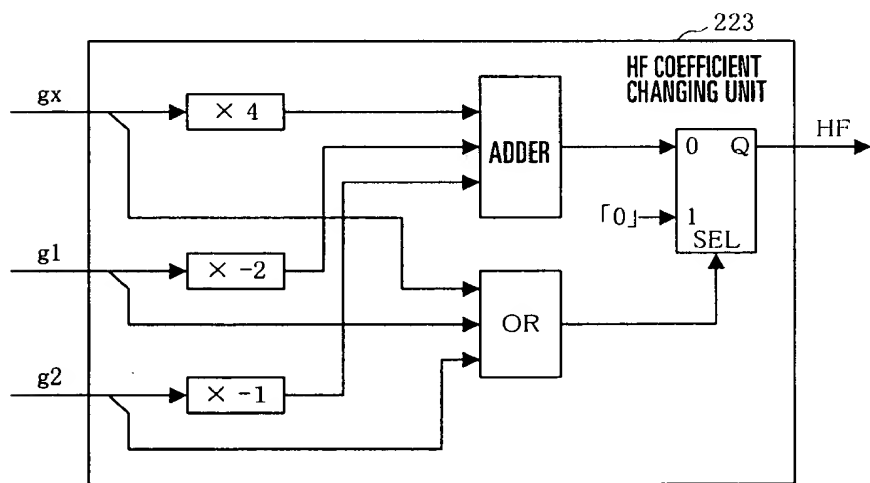 223
HF COEFFICIENT
CHANGING UNIT
gx
× 4
ADDER
0 Q
HF
「0」
1
SEL
g1
× -2
OR
g2
× -1